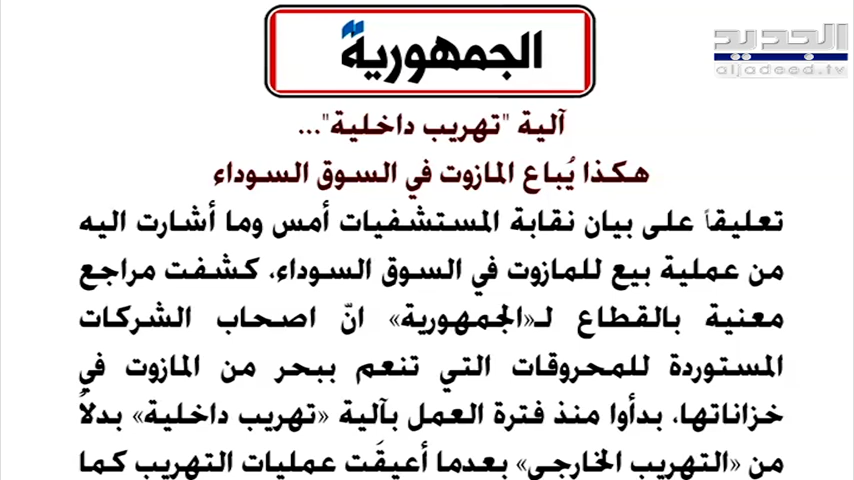 الجمهورية
الجديد
aljadeed.tv
آلية "تهريب داخلية"...
هكذا يُباع المازوت في السوق السوداء
تعليقاً على بيان نقابة المستشفيات أمس وما أشارت اليه
من عملية بيع للمازوت في السوق السوداء، كشفت مراجع
معنية بالقطاع لـ«الجمهورية» انّ اصحاب الشركات
المستوردة للمحروقات التي تنعم ببحر من المازوت في
خزاناتها، بدأوا منذ فترة العمل بآلية «تهريب داخلية» بدلاً
من «التهريب الخارجي» بعدما أعيقَت عمليات التهريب كما